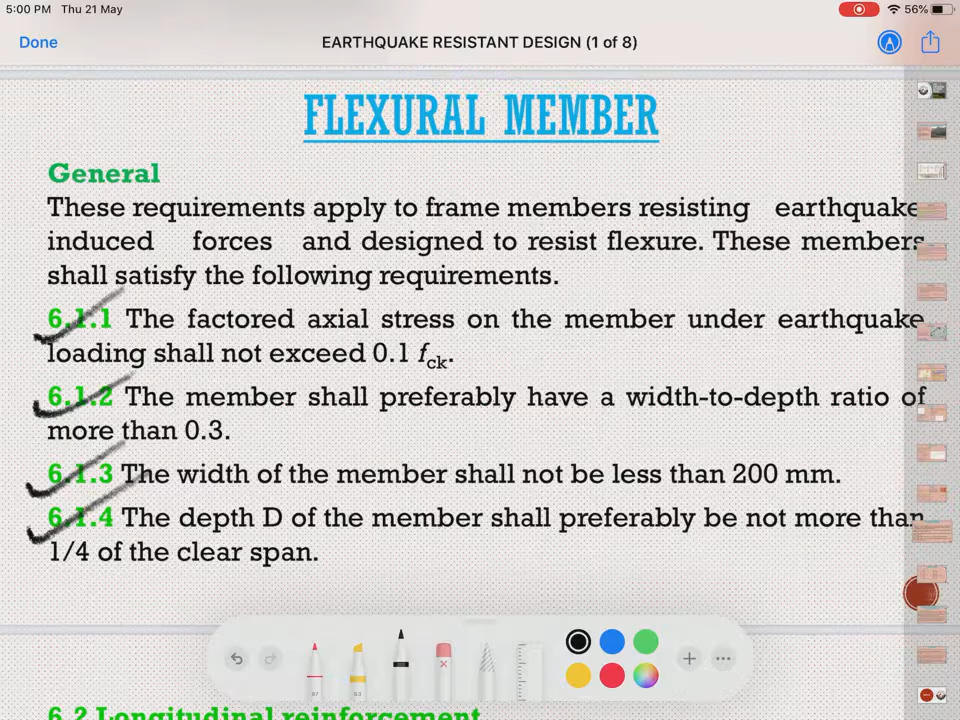 5:00 PM Thu 21 May
56%
Done
EARTHQUAKE RESISTANT DESIGN (1 of 8)
FLEXURAL MEMBER
General
These requirements apply to frame members resisting earthquake
induced forces and designed to resist flexure. These members
shall satisfy the following requirements.
6.1.1 The factored axial stress on the member under earthquake
loading shall not exceed 0.1 fck.
6.1.2 The member shall preferably have a width-to-depth ratio of
more than 0.3.
6.1.3 The width of the member shall not be less than 200 mm.
6.1.4 The depth D of the member shall preferably be not more than
1/4 of the clear span.
6.2 Longitudinal reinforcement